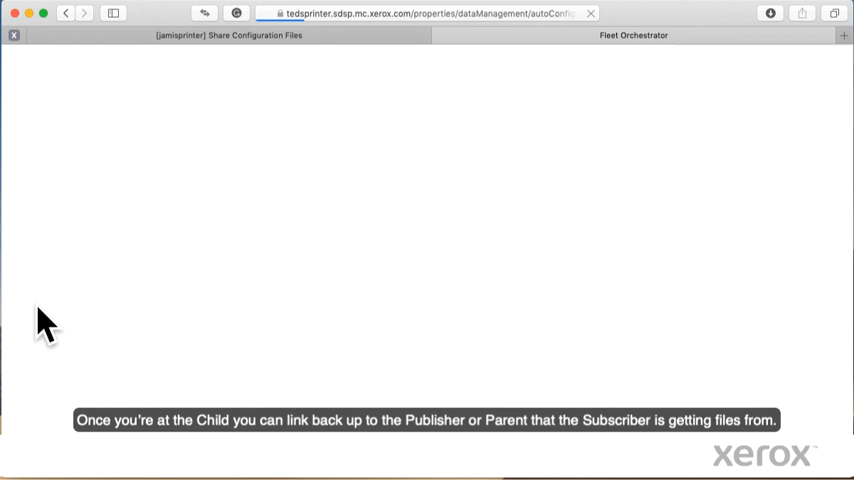 tedsprinter.sdsp.mc.xerox.com/properties/dataManagement/autoConfig
X
[jamisprinter] Share Configuration Files
Fleet Orchestrator
Once you're at the Child you can link back up to the Publisher or Parent that the Subscriber is getting files from.
xerox™